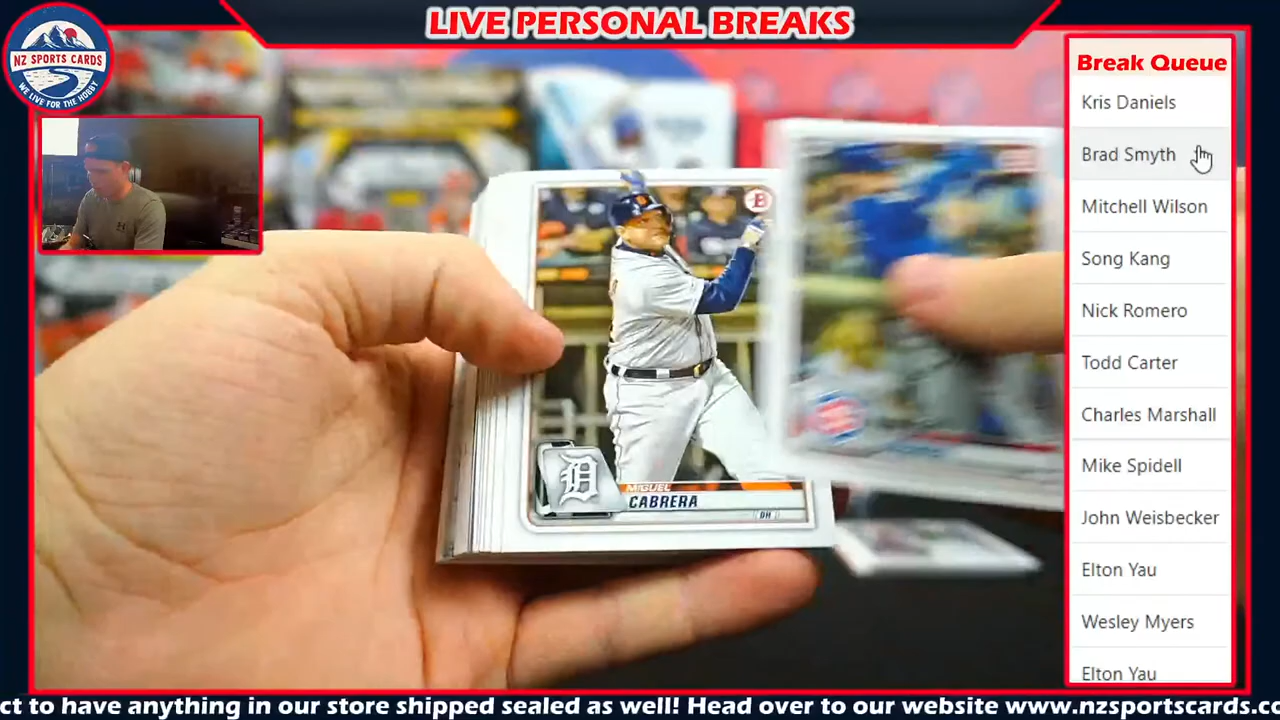 LIVE PERSONAL BREAKS
NZ SPORTS CARDS
WE LIVE FOR THE HOBBY
Break Queue
Kris Daniels
Brad Smyth
Mitchell Wilson
Song Kang
Nick Romero
Todd Carter
Charles Marshall
Mike Spidell
John Weisbecker
Elton Yau
Wesley Myers
Elton Yau
B
D
MIGUEL
CABRERA
DH
ct to have anything in our store shipped sealed as well! Head over to our website www.nzsportscards.co